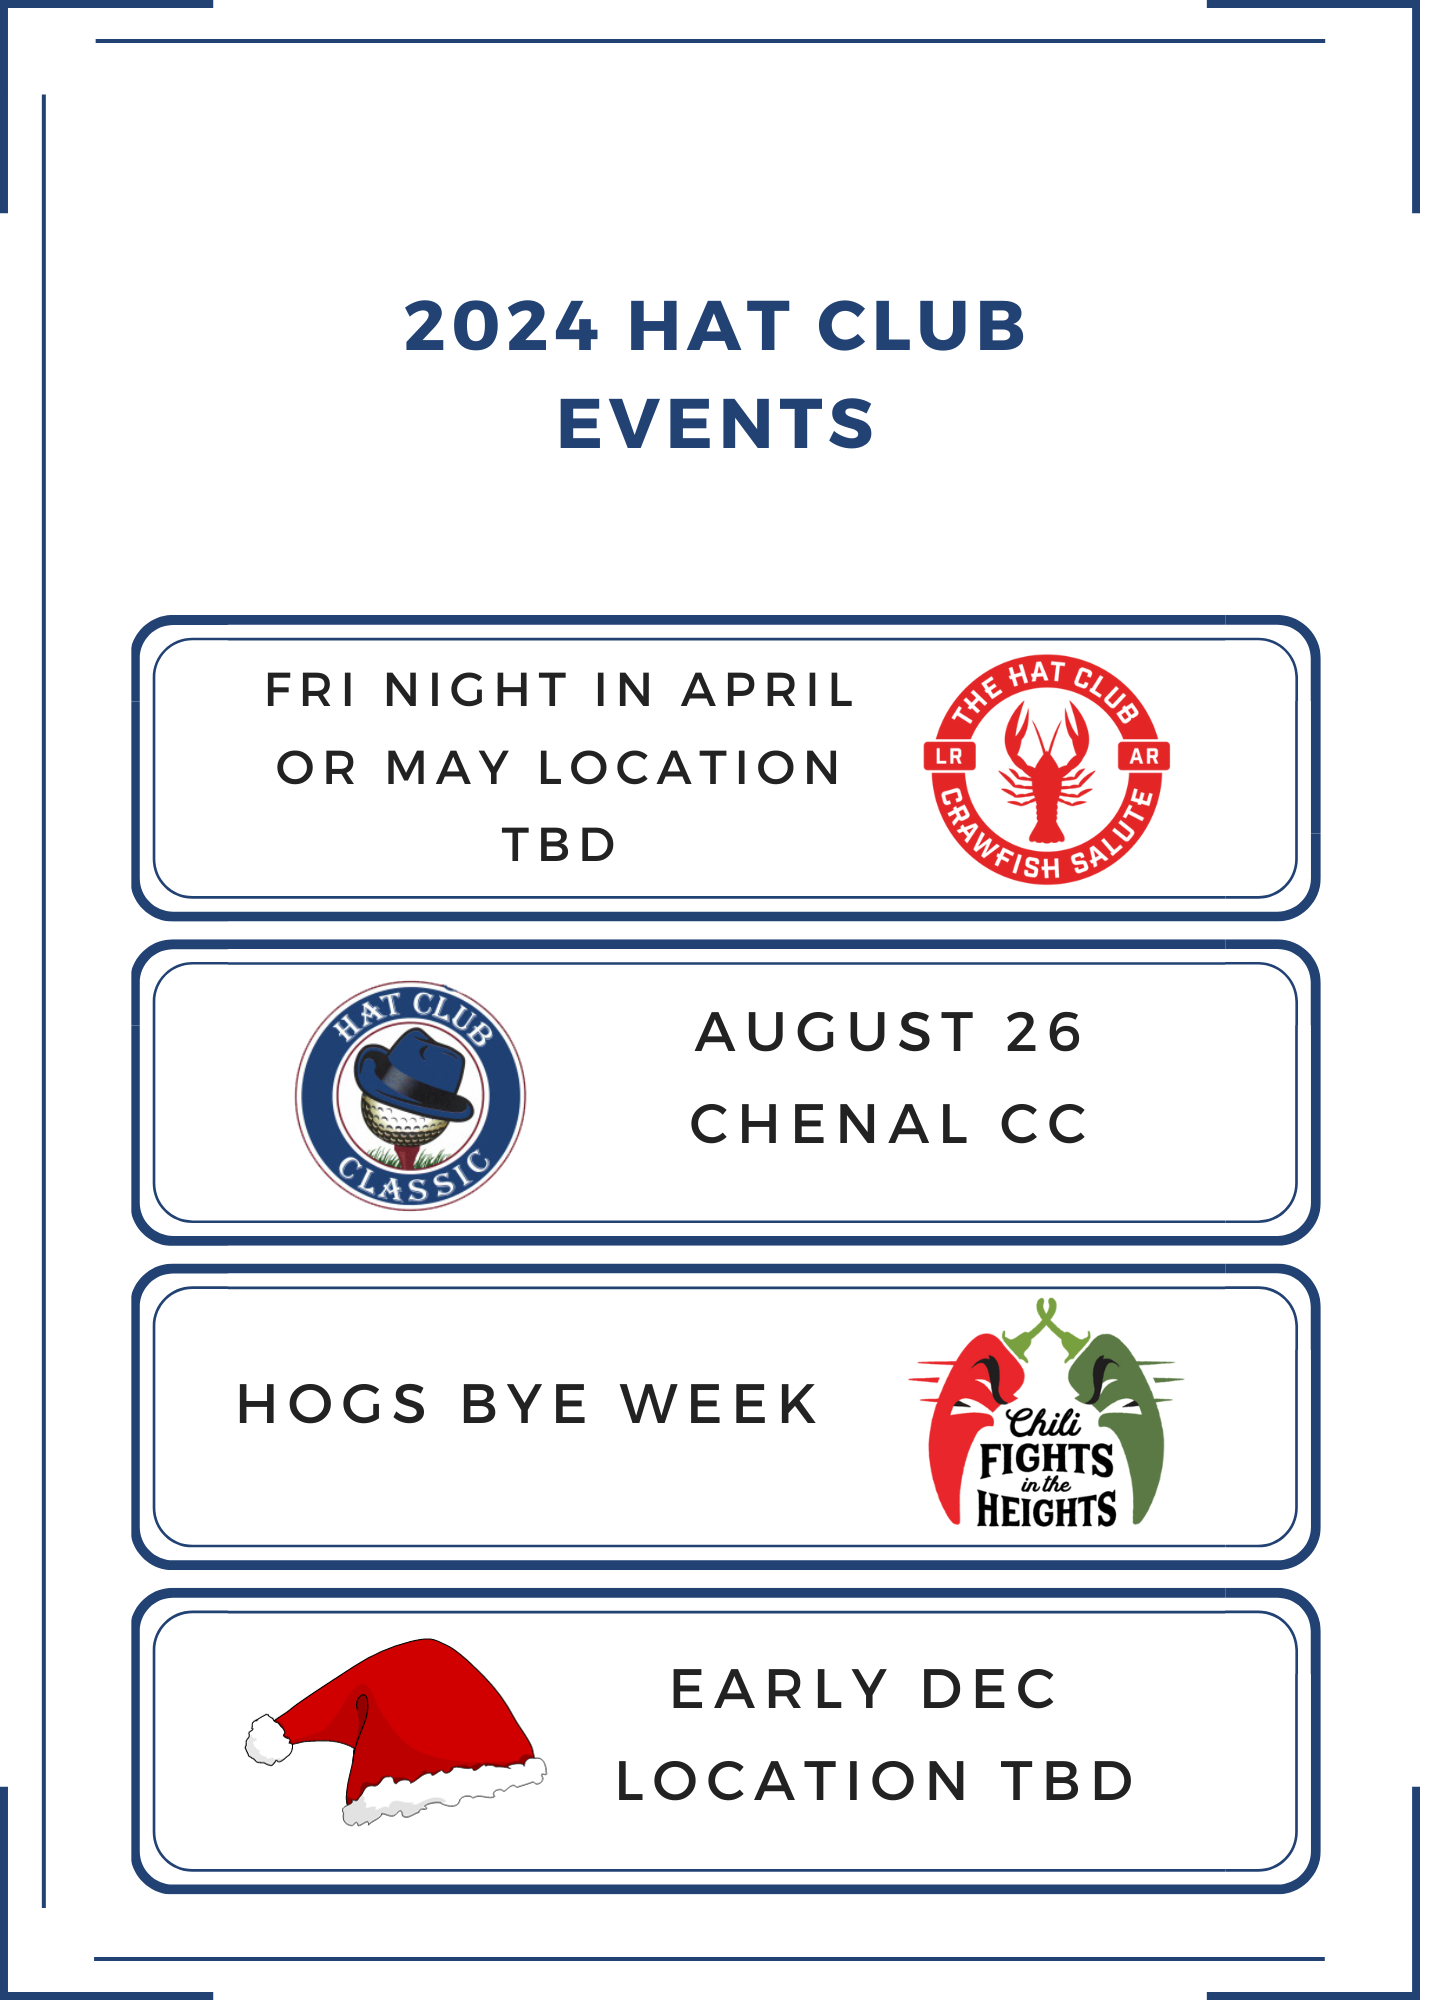 2024 HAT CLUB
EVENTS
FRI NIGHT IN APRIL
OR MAY LOCATION
TBD
THE HAT CLUB
LR
AR
CRAWFISH SALUTE
HAT CLUB
CLASSIC
AUGUST 26
CHENAL CC
HOGS BYE WEEK
Chili
FIGHTS
in the
HEIGHTS
EARLY DEC
LOCATION TBD